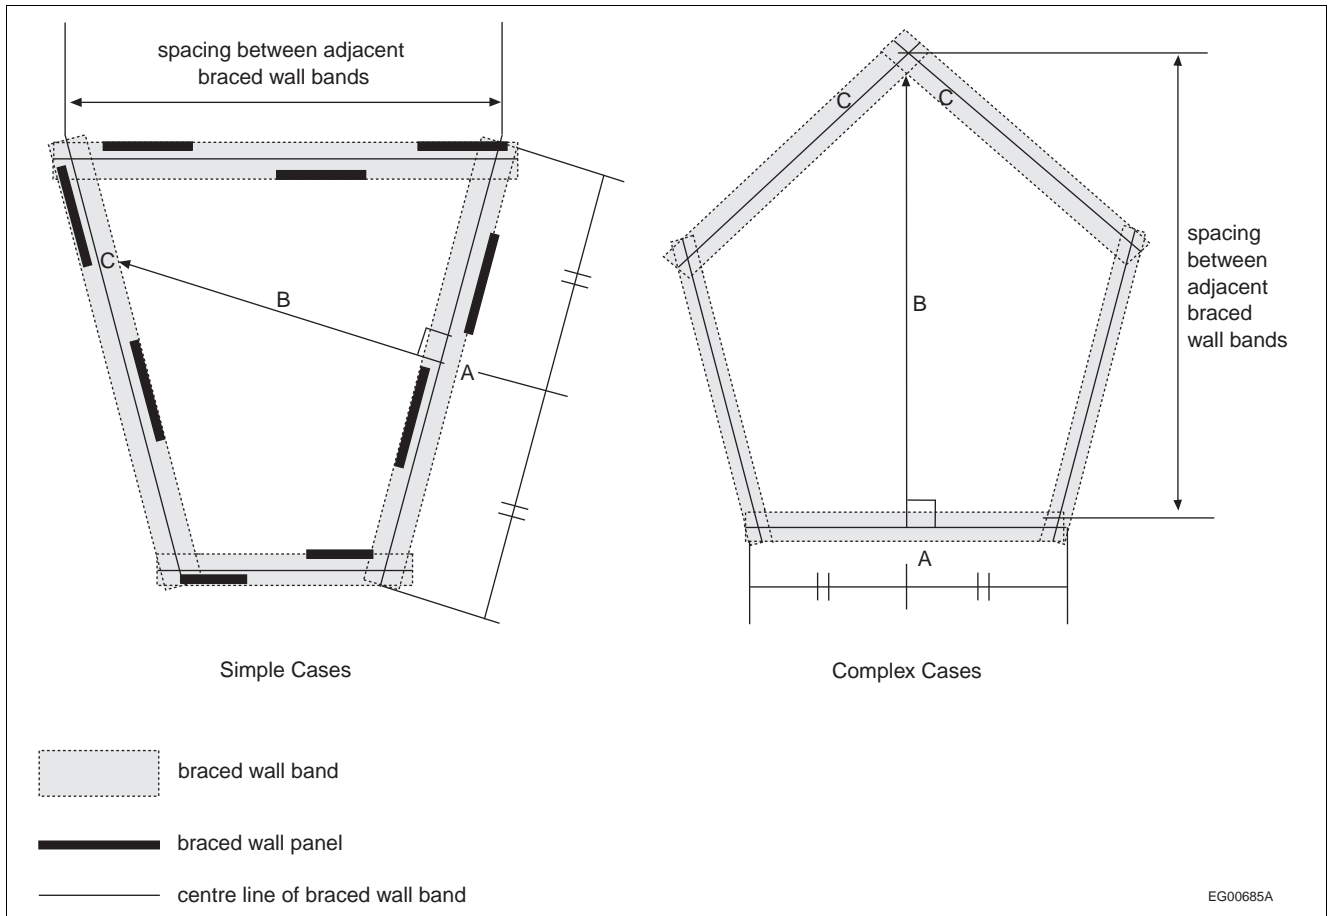 spacing between adjacent
braced wall bands
C
B
A
Simple Cases
C
C
B
A
spacing
between
adjacent
braced
wall bands
Complex Cases
braced wall band
braced wall panel
centre line of braced wall band
EG00685A